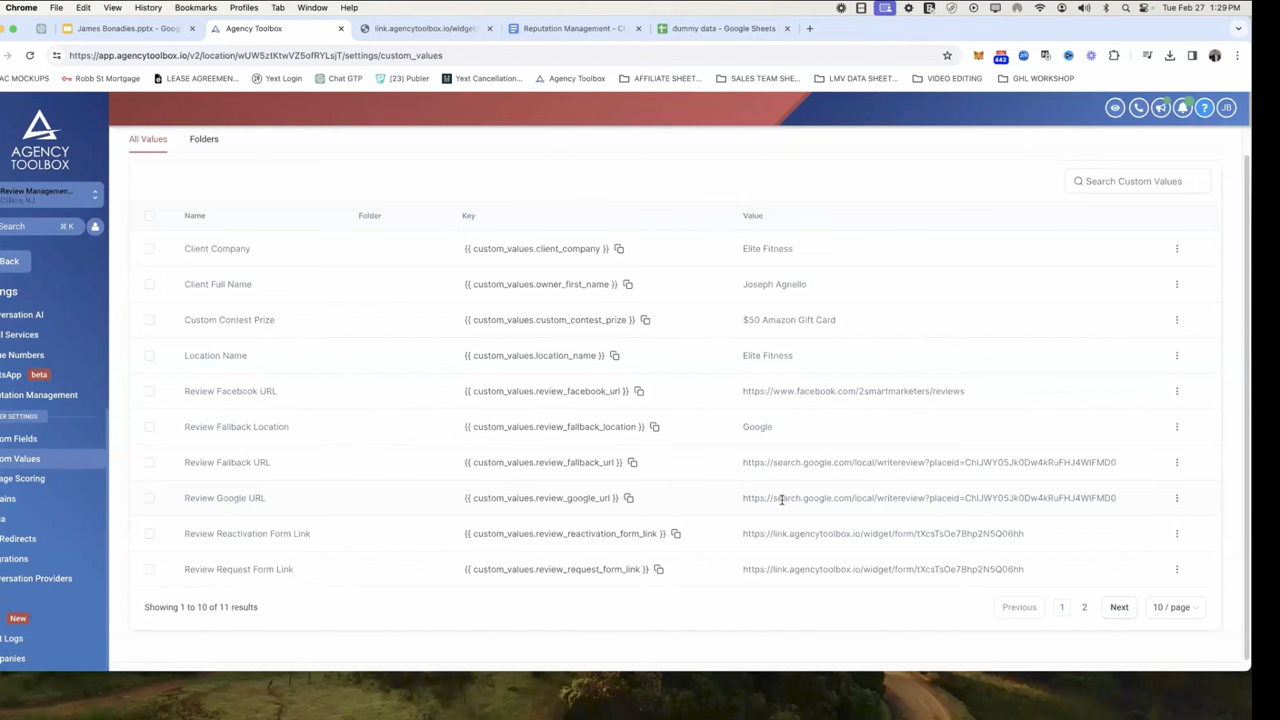 Chrome File Edit View History Bookmarks Profiles Tab Window Help Tue Feb 27 1:29 PM
James Bonadies.pptx - Goog Agency Toolbox link.agencytoolbox.io/widget/ Reputation Management - C dummy data - Google Sheets
https://app.agencytoolbox.io/v2/location/wUW5ztKtwVZ5ofRYLsjT/settings/custom_values 442
AC MOCKUPS Robb St Mortgage LEASE AGREEMEN... Yext Login Chat GTP (23) Publer Yext Cancellation... Agency Toolbox AFFILIATE SHEET... SALES TEAM SHE... LMV DATA SHEET... VIDEO EDITING GHL WORKSHOP
JB
AGENCY
TOOLBOX
Review Managemen...
Clifton, NJ
Search ⌘K
Back
ngs
versation AI
il Services
ne Numbers
tsApp beta
utation Management
ER SETTINGS
om Fields
om Values
age Scoring
ains
ia
Redirects
grations
versation Providers
New
t Logs
panies
All Values Folders
Search Custom Values
Name Folder Key Value
Client Company {{ custom_values.client_company }} Elite Fitness
Client Full Name {{ custom_values.owner_first_name }} Joseph Agnello
Custom Contest Prize {{ custom_values.custom_contest_prize }} $50 Amazon Gift Card
Location Name {{ custom_values.location_name }} Elite Fitness
Review Facebook URL {{ custom_values.review_facebook_url }} https://www.facebook.com/2smartmarketers/reviews
Review Fallback Location {{ custom_values.review_fallback_location }} Google
Review Fallback URL {{ custom_values.review_fallback_url }} https://search.google.com/local/writereview?placeid=ChIJWY05Jk0Dw4kRuFHJ4WIFMD0
Review Google URL {{ custom_values.review_google_url }} https://search.google.com/local/writereview?placeid=ChIJWY05Jk0Dw4kRuFHJ4WIFMD0
Review Reactivation Form Link {{ custom_values.review_reactivation_form_link }} https://link.agencytoolbox.io/widget/form/tXcsTsOe7Bhp2N5Q06hh
Review Request Form Link {{ custom_values.review_request_form_link }} https://link.agencytoolbox.io/widget/form/tXcsTsOe7Bhp2N5Q06hh
Showing 1 to 10 of 11 results Previous 1 2 Next 10 / page